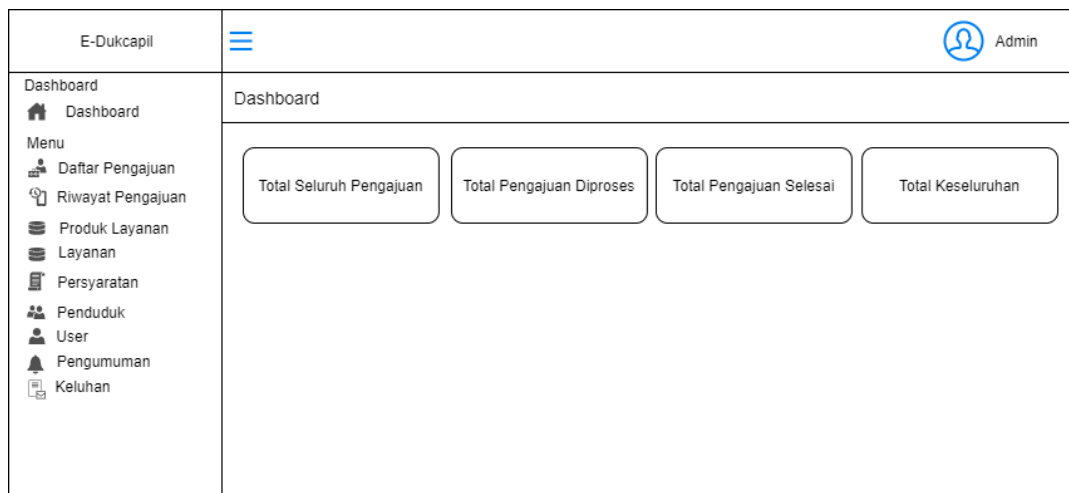 E-Dukcapil
Admin
Dashboard
Dashboard
Menu
Daftar Pengajuan
Riwayat Pengajuan
Produk Layanan
Layanan
Persyaratan
Penduduk
User
Pengumuman
Keluhan
Dashboard
Total Seluruh Pengajuan
Total Pengajuan Diproses
Total Pengajuan Selesai
Total Keseluruhan